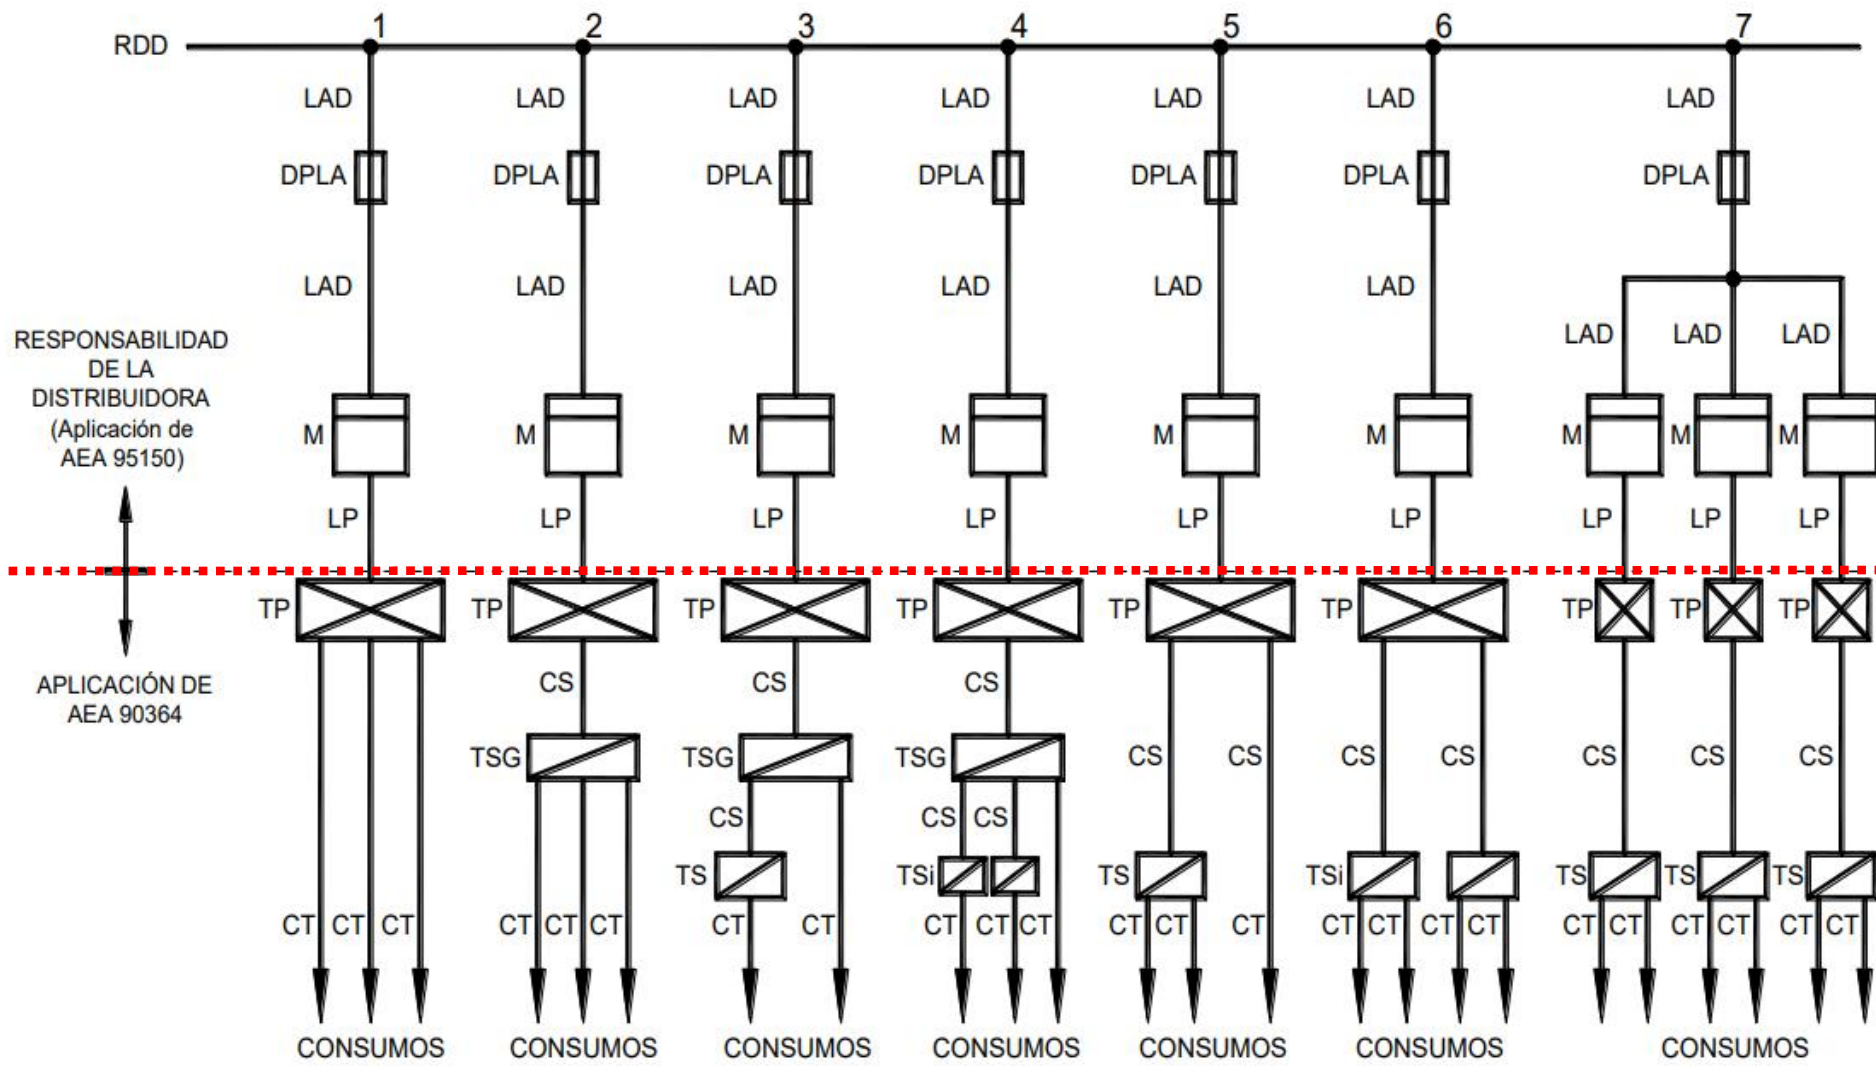 1 2 3 4 5 6 7
RDD
LAD LAD LAD LAD LAD LAD LAD
DPLA DPLA DPLA DPLA DPLA DPLA DPLA
LAD LAD LAD LAD LAD LAD
LAD LAD LAD
RESPONSABILIDAD
DE LA
DISTRIBUIDORA
(Aplicación de
AEA 95150)
M M M M M M M M M
LP LP LP LP LP LP LP LP LP
TP TP TP TP TP TP TP TP TP
APLICACIÓN DE
AEA 90364
CS CS CS
TSG TSG TSG
CS CS CS CS CS CS CS
CS CS CS
TS TSi TS TSi TS TS TS
CT CT CT CT CT CT CT CT CT CT CT CT CT CT CT CT CT CT CT CT CT CT CT CT
CONSUMOS CONSUMOS CONSUMOS CONSUMOS CONSUMOS CONSUMOS CONSUMOS